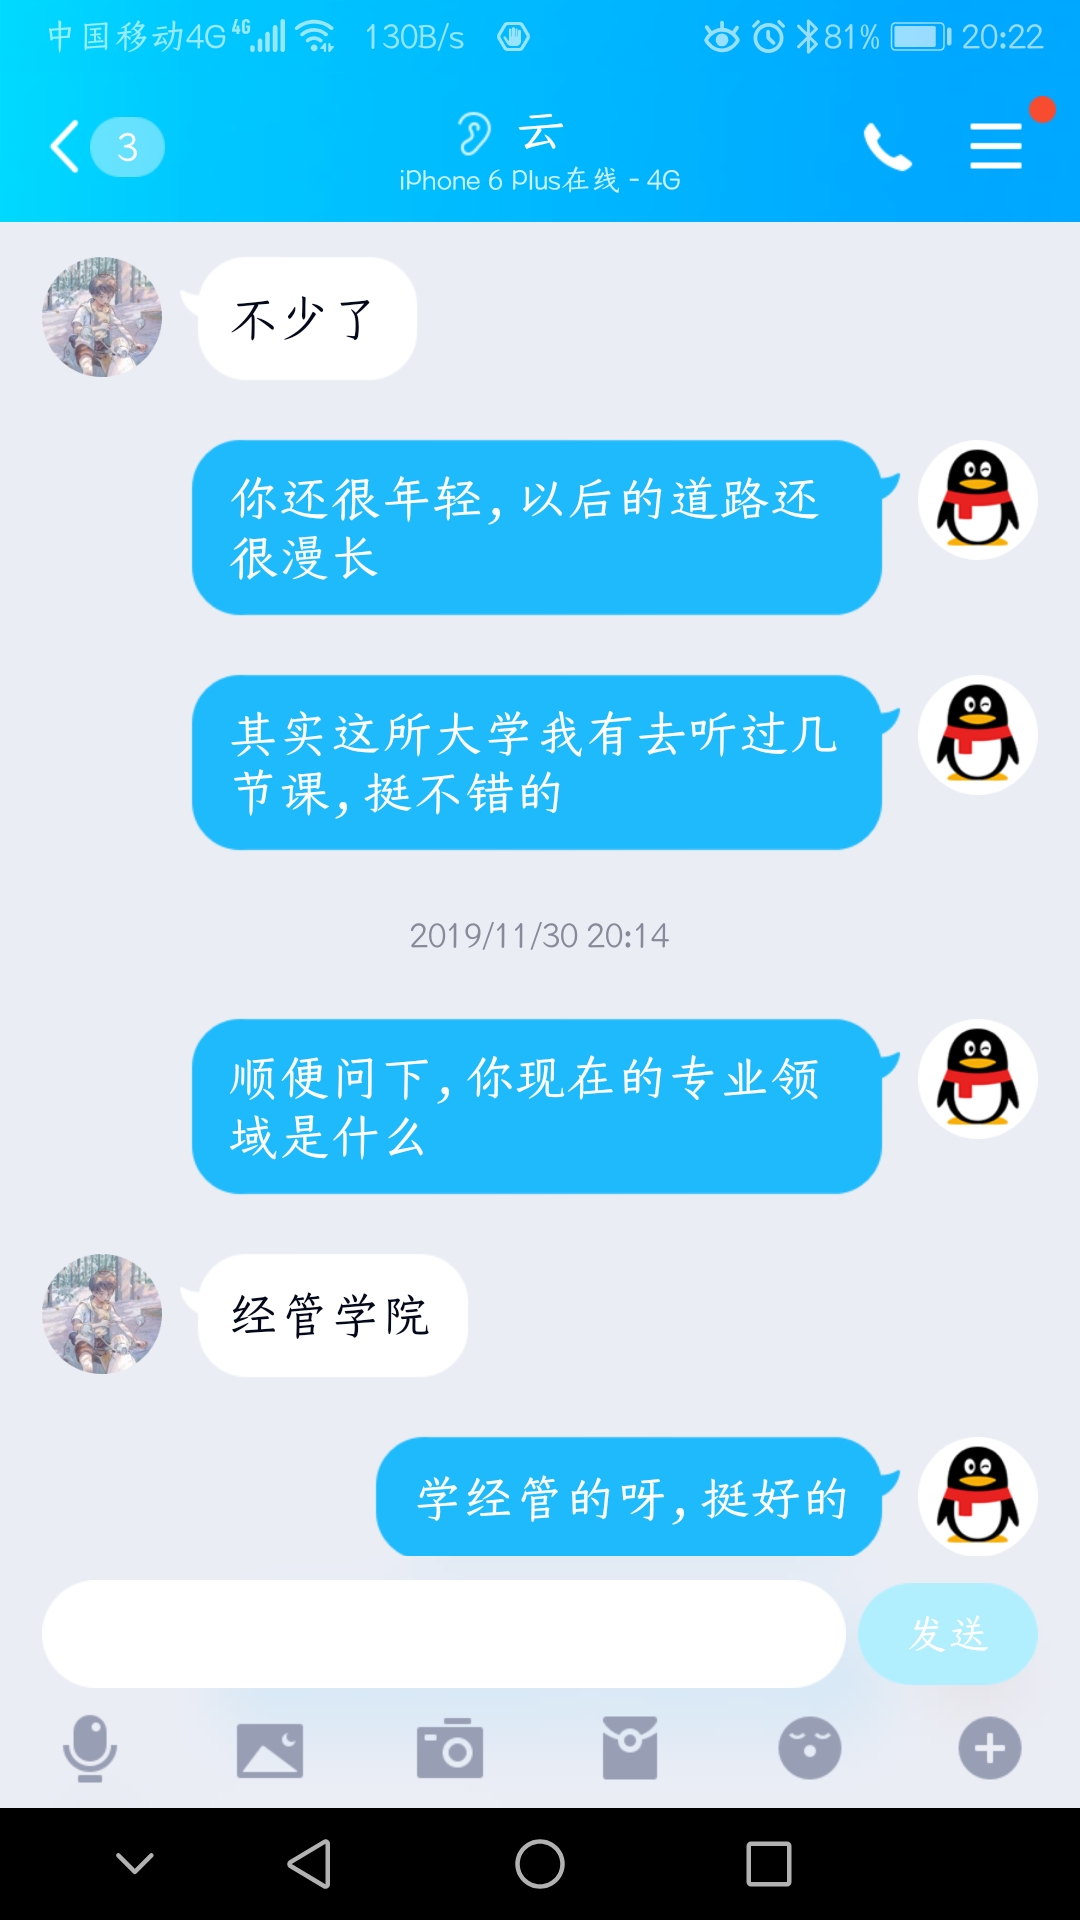 中国移动4G 4G 130B/s 81% 20:22
3 云
iPhone 6 Plus在线 - 4G
不少了
你还很年轻,以后的道路还
很漫长
其实这所大学我有去听过几
节课,挺不错的
2019/11/30 20:14
顺便问下,你现在的专业领
域是什么
经管学院
学经管的呀,挺好的
发送